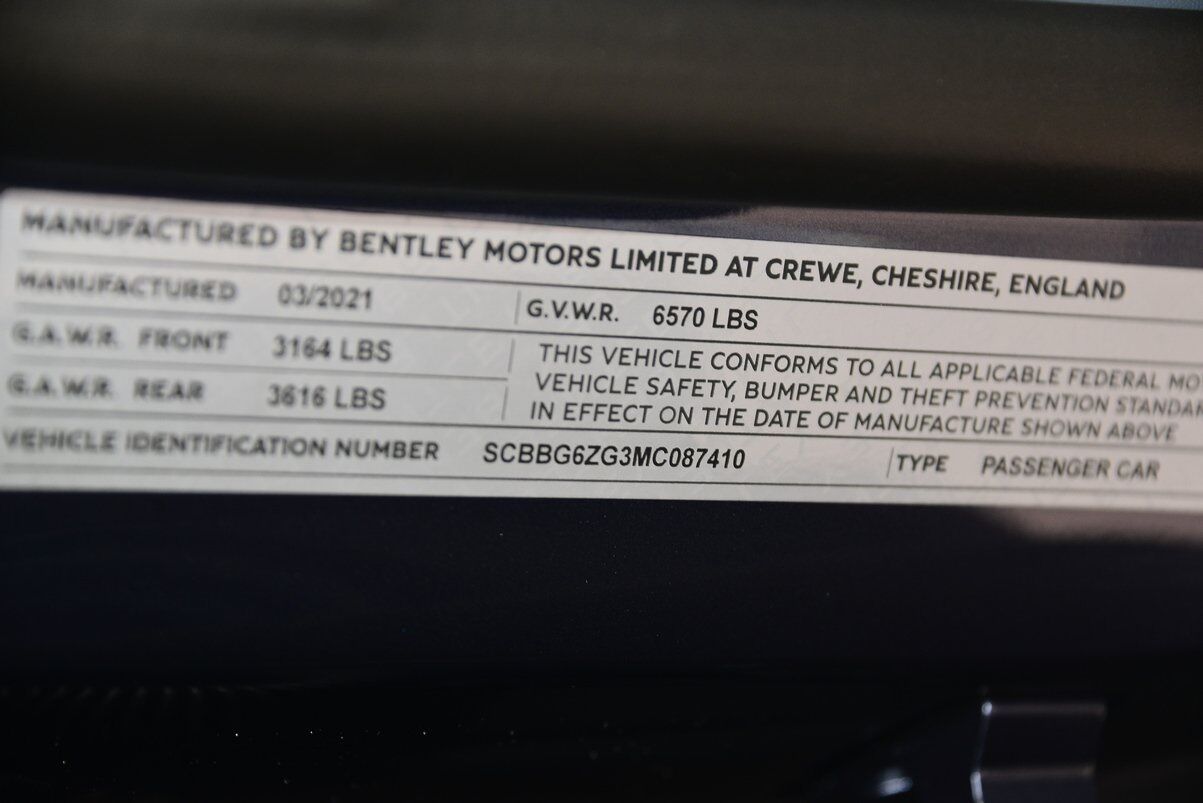 MANUFACTURED BY BENTLEY MOTORS LIMITED AT CREWE, CHESHIRE, ENGLAND
MANUFACTURED 03/2021 G.V.W.R. 6570 LBS
G.A.W.R. FRONT 3164 LBS
G.A.W.R. REAR 3616 LBS
THIS VEHICLE CONFORMS TO ALL APPLICABLE FEDERAL MO
VEHICLE SAFETY, BUMPER AND THEFT PREVENTION STANDA
IN EFFECT ON THE DATE OF MANUFACTURE SHOWN ABOVE
VEHICLE IDENTIFICATION NUMBER SCBBG6ZG3MC087410 TYPE PASSENGER CAR